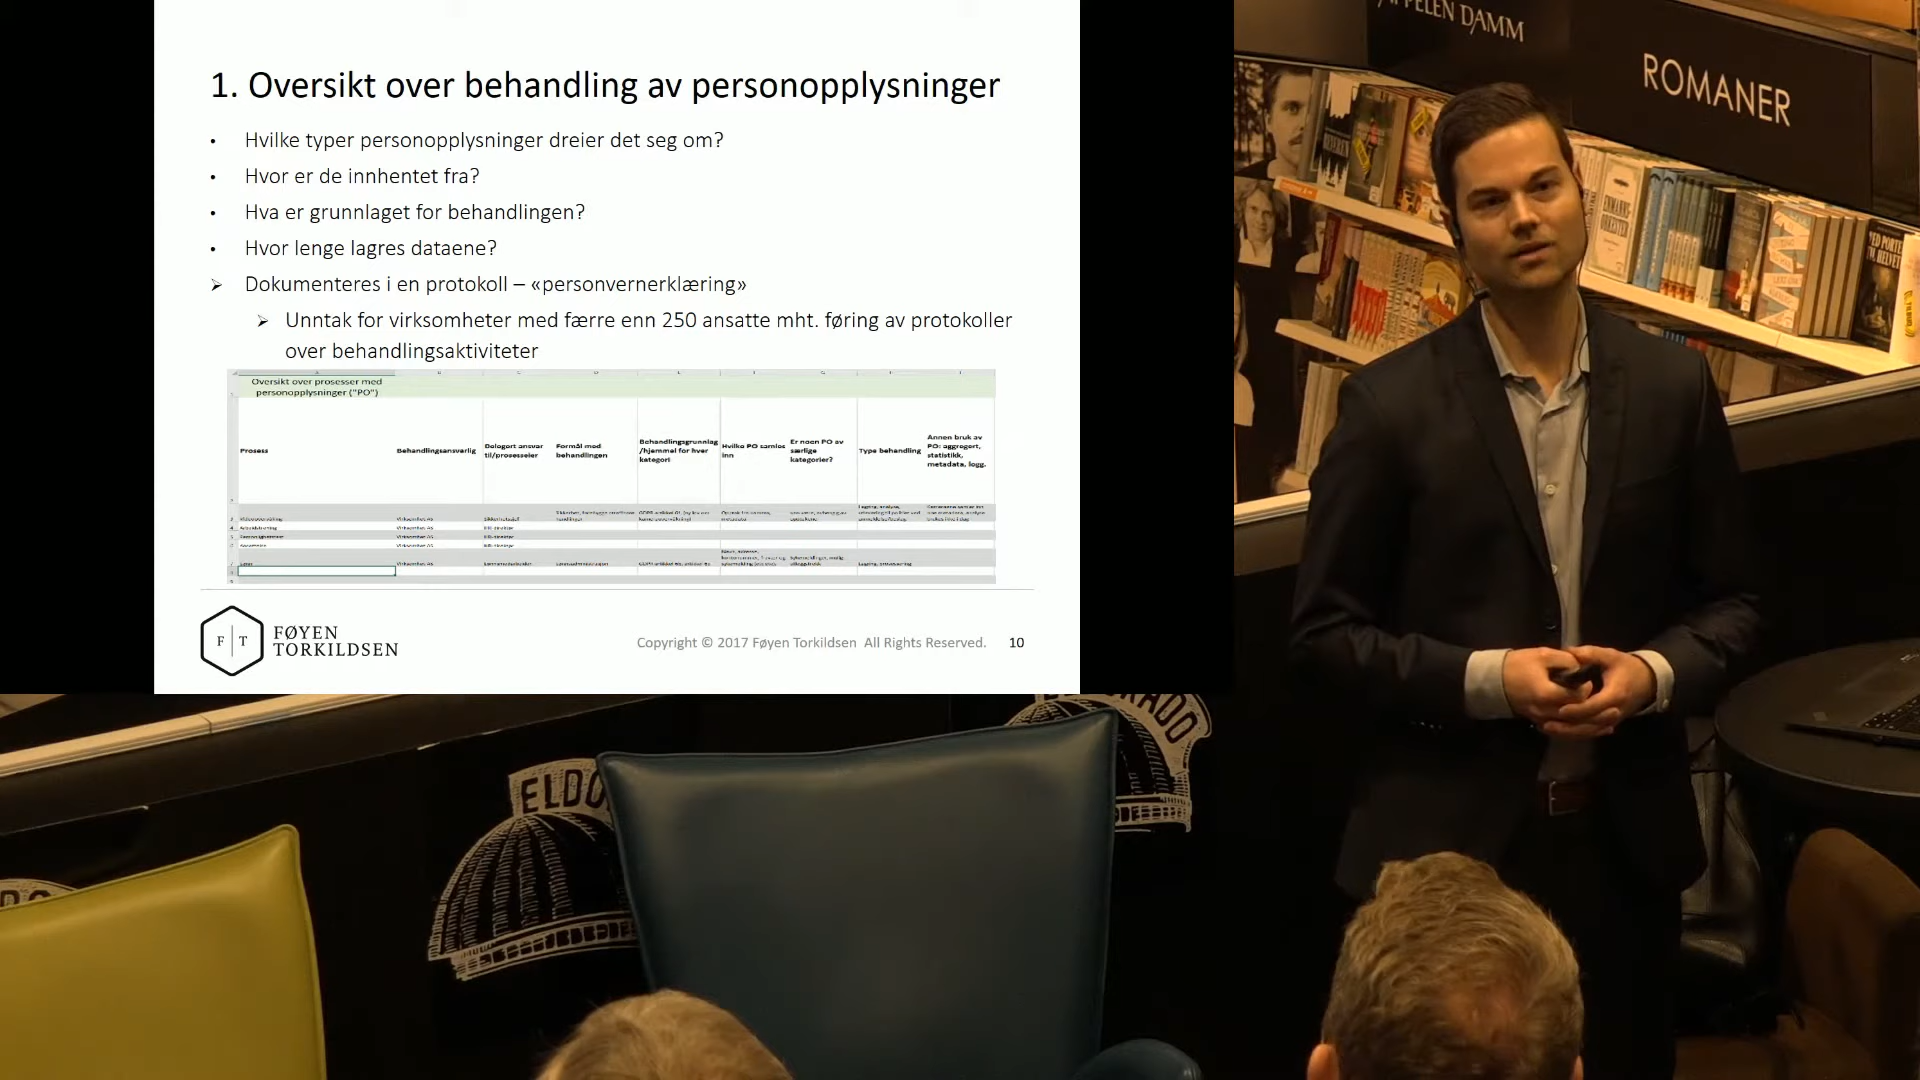 1. Oversikt over behandling av personopplysninger
• Hvilke typer personopplysninger dreier det seg om?
• Hvor er de innhentet fra?
• Hva er grunnlaget for behandlingen?
• Hvor lenge lagres dataene?
➢ Dokumenteres i en protokoll – «personvernerklæring»
➢ Unntak for virksomheter med færre enn 250 ansatte mht. føring av protokoller
over behandlingsaktiviteter
Oversikt over prosesser med
personopplysninger ("PO")
Prosess
Behandlingsansvarlig
Delegert ansvar
til/prosesseier
Formål med
behandlingen
Behandlingsgrunnlag
/hjemmel for hver
kategori
Hvilke PO samles
inn
Er noen PO av
særlige
kategorier?
Type behandling
Annen bruk av
PO: aggregert,
statistikk,
metadata, logg.
FT
FØYEN
TORKILDSEN
Copyright © 2017 Føyen Torkildsen All Rights Reserved. 10
APPELEN DAMM
ROMANER
ELDO
RADO